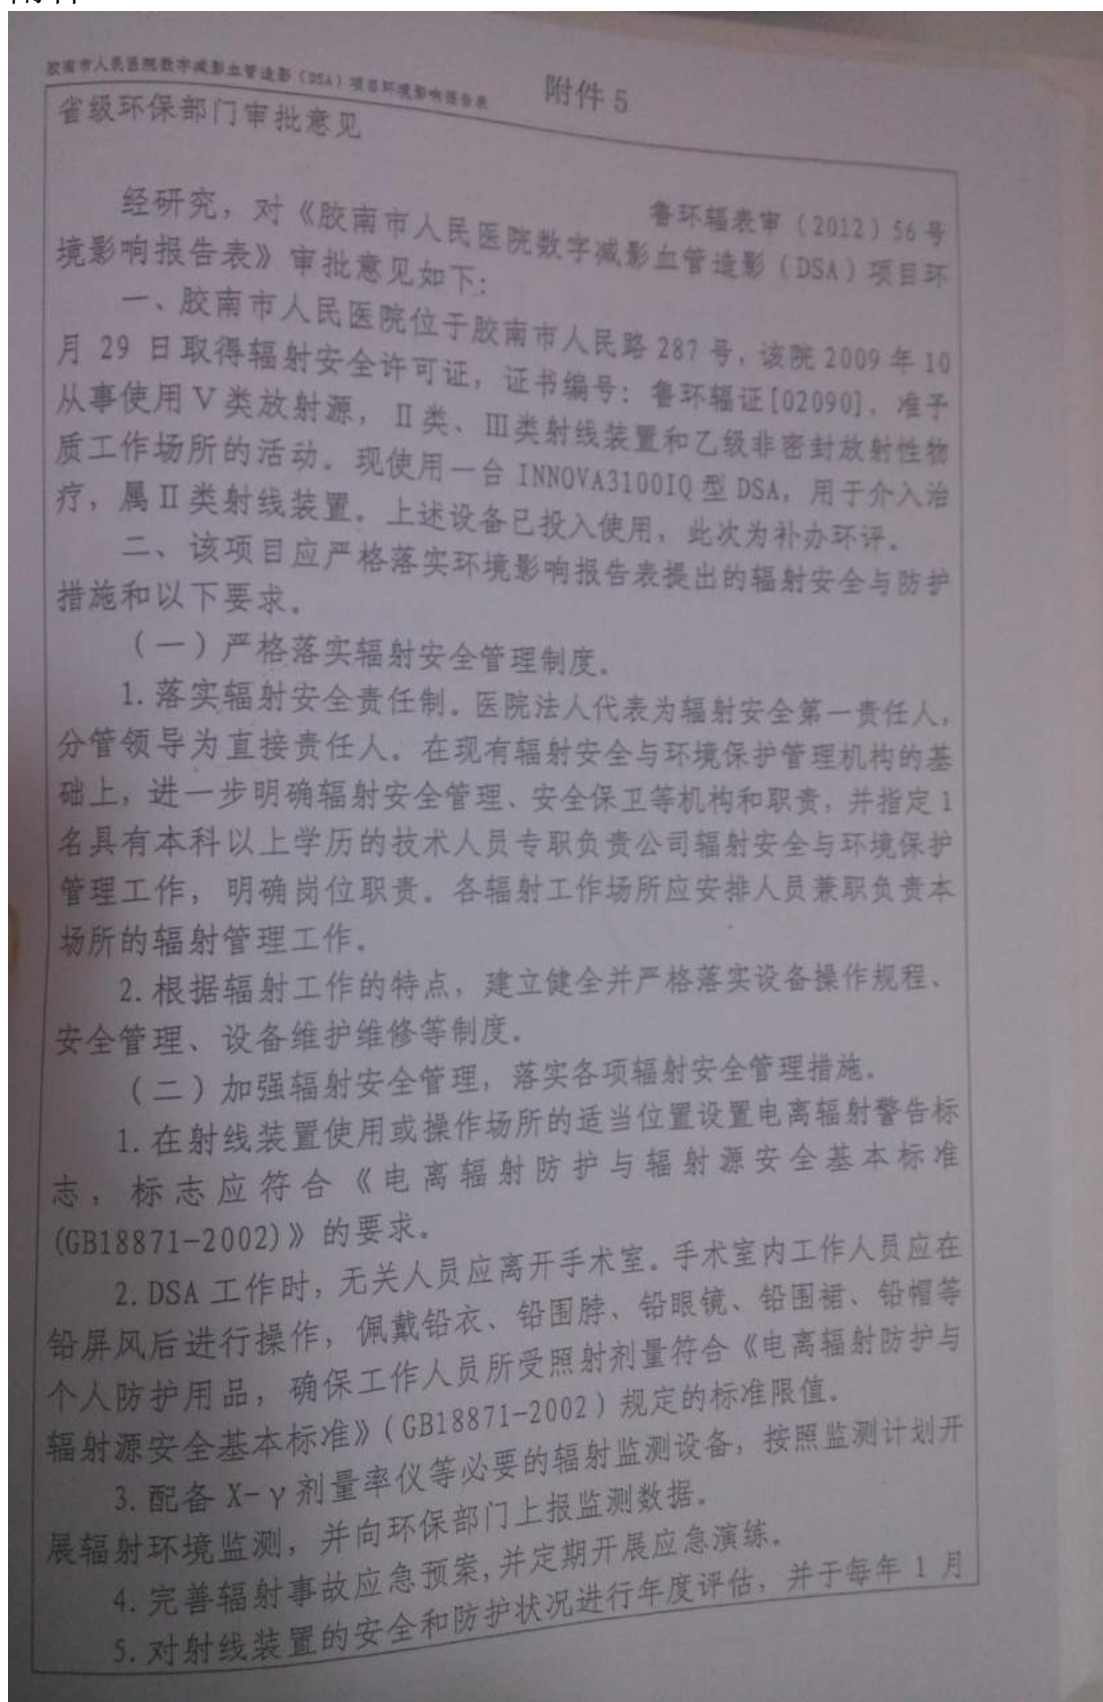 胶南市人民医院数字减影血管造影（DSA）项目环境影响报告表
附件 5
省级环保部门审批意见
鲁环辐表审（2012）56 号
经研究，对《胶南市人民医院数字减影血管造影（DSA）项目环
境影响报告表》审批意见如下：
一、胶南市人民医院位于胶南市人民路 287 号，该院 2009 年 10
月 29 日取得辐射安全许可证，证书编号：鲁环辐证[02090]，准予
从事使用Ⅴ类放射源，Ⅱ类、Ⅲ类射线装置和乙级非密封放射性物
质工作场所的活动。现使用一台 INNOVA3100IQ 型 DSA，用于介入治
疗，属Ⅱ类射线装置。上述设备已投入使用，此次为补办环评。
二、该项目应严格落实环境影响报告表提出的辐射安全与防护
措施和以下要求。
（一）严格落实辐射安全管理制度。
1.落实辐射安全责任制。医院法人代表为辐射安全第一责任人，
分管领导为直接责任人。在现有辐射安全与环境保护管理机构的基
础上，进一步明确辐射安全管理、安全保卫等机构和职责，并指定 1
名具有本科以上学历的技术人员专职负责公司辐射安全与环境保护
管理工作，明确岗位职责。各辐射工作场所应安排人员兼职负责本
场所的辐射管理工作。
2.根据辐射工作的特点，建立健全并严格落实设备操作规程、
安全管理、设备维护维修等制度。
（二）加强辐射安全管理，落实各项辐射安全管理措施。
1.在射线装置使用或操作场所的适当位置设置电离辐射警告标
志，标志应符合《电离辐射防护与辐射源安全基本标准
(GB18871-2002)》的要求。
2.DSA 工作时，无关人员应离开手术室。手术室内工作人员应在
铅屏风后进行操作，佩戴铅衣、铅围脖、铅眼镜、铅围裙、铅帽等
个人防护用品，确保工作人员所受照射剂量符合《电离辐射防护与
辐射源安全基本标准》（GB18871-2002）规定的标准限值。
3.配备 X-γ剂量率仪等必要的辐射监测设备，按照监测计划开
展辐射环境监测，并向环保部门上报监测数据。
4.完善辐射事故应急预案，并定期开展应急演练。
5.对射线装置的安全和防护状况进行年度评估，并于每年 1 月